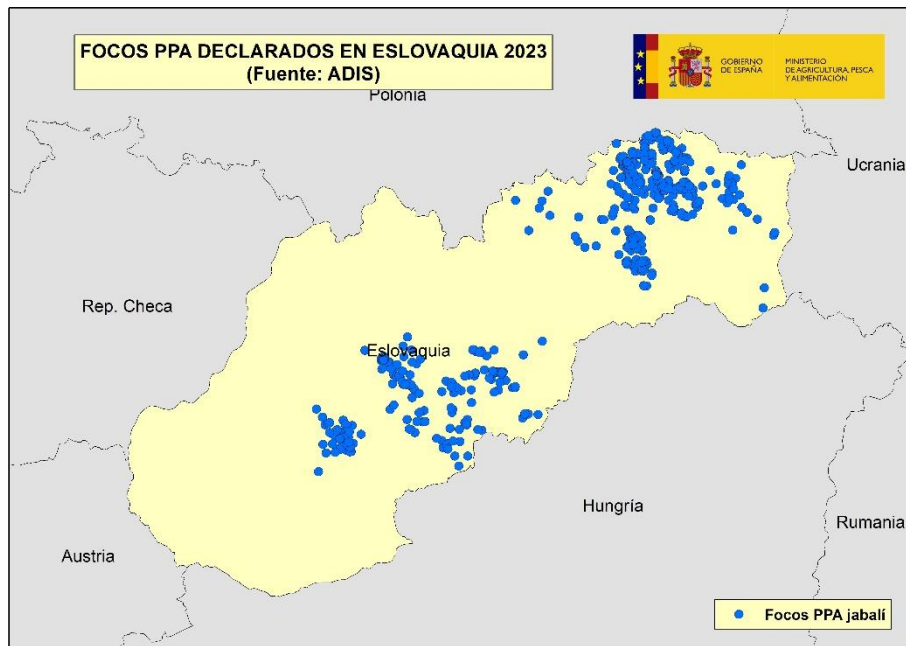 FOCOS PPA DECLARADOS EN ESLOVAQUIA 2023
(Fuente: ADIS)
GOBIERNO
DE ESPAÑA
MINISTERIO
DE AGRICULTURA, PESCA
Y ALIMENTACIÓN
Polonia
Ucrania
Rep. Checa
Eslovaquia
Hungría
Rumania
Austria
Focos PPA jabalí